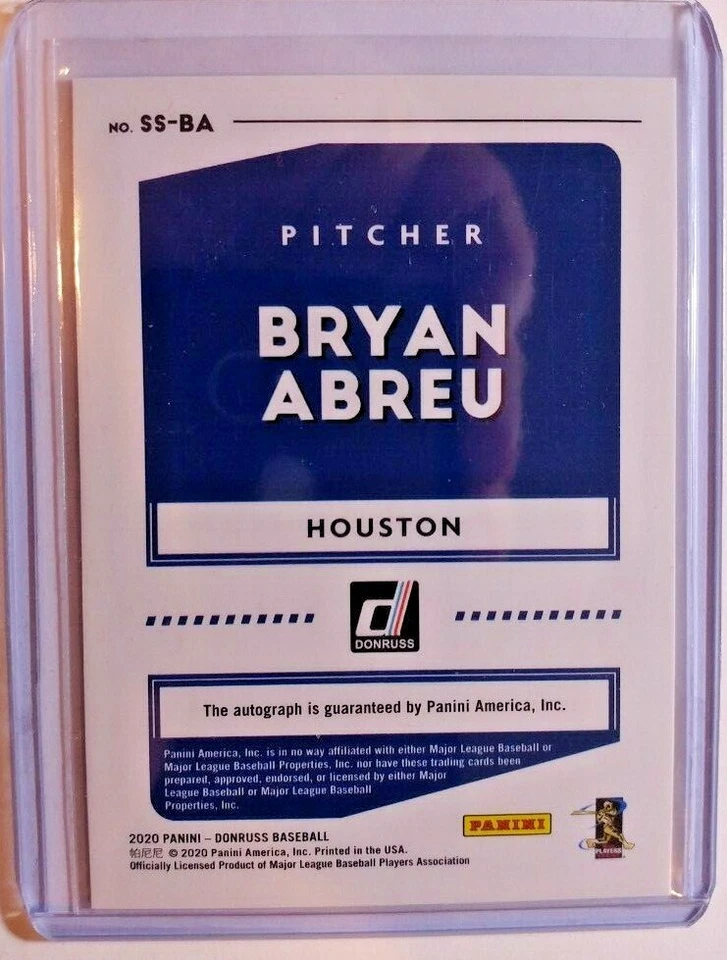 NO. SS-BA
PITCHER
BRYAN
ABREU
HOUSTON
d
DONRUSS
The autograph is guaranteed by Panini America, Inc.
Panini America, Inc. is in no way affiliated with either Major League Baseball or
Major League Baseball Properties, Inc. nor have these trading cards been
prepared, approved, endorsed, or licensed by either Major
League Baseball or Major League Baseball
Properties, Inc.
PANINI
PLAYERS
2020 PANINI – DONRUSS BASEBALL
帕尼尼 © 2020 Panini America, Inc. Printed in the USA.
Officially Licensed Product of Major League Baseball Players Association